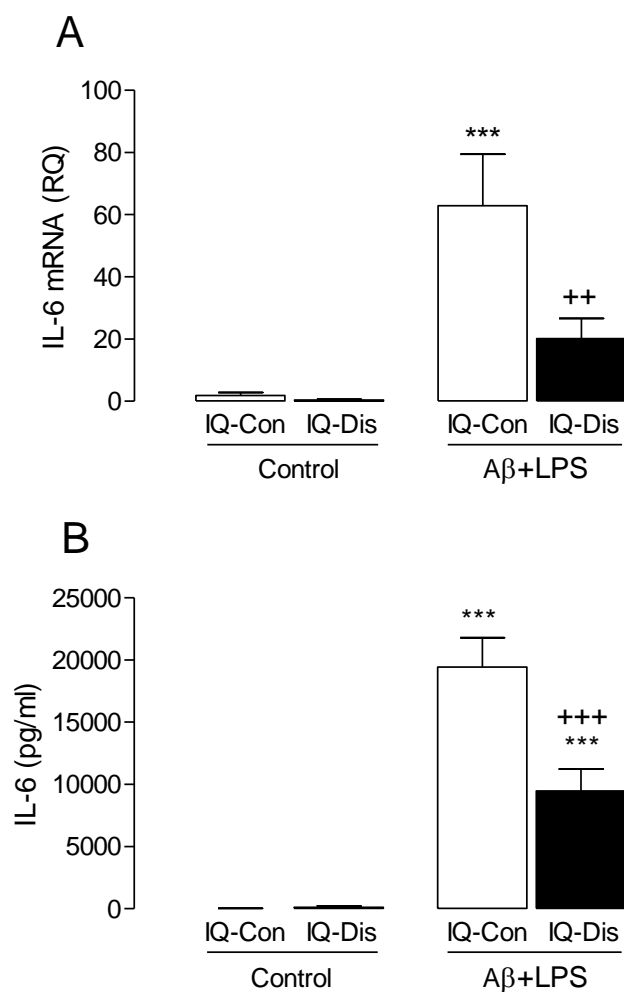 A
IL-6 mRNA (RQ)
100
80
60
40
20
0
***
++
IQ-Con IQ-Dis IQ-Con IQ-Dis
Control Aβ+LPS
B
IL-6 (pg/ml)
25000
20000
15000
10000
5000
0
***
+++
***
IQ-Con IQ-Dis IQ-Con IQ-Dis
Control Aβ+LPS